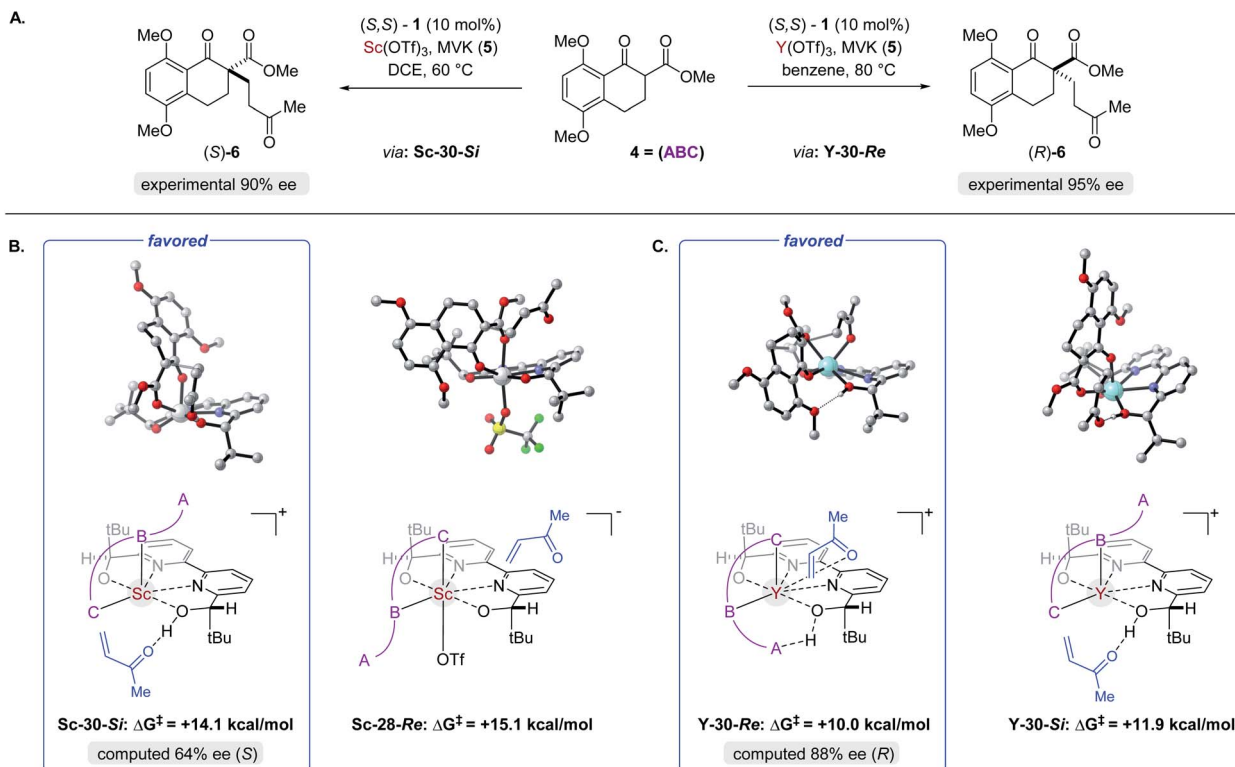 A.
(S,S) - 1 (10 mol%)
Sc(OTf)3, MVK (5)
DCE, 60 °C
via: Sc-30-Si
(S,S) - 1 (10 mol%)
Y(OTf)3, MVK (5)
benzene, 80 °C
via: Y-30-Re
MeO
O
O
OMe
Me
O
MeO
(S)-6
experimental 90% ee
MeO
O
O
OMe
OMe
4 = (ABC)
MeO
O
O
OMe
Me
O
MeO
(R)-6
experimental 95% ee
B.
favored
C.
favored
A
B
C
tBu
H
O
N
N
Sc
O
H
H
tBu
O
Me
+
Sc-30-Si: ΔG‡ = +14.1 kcal/mol
computed 64% ee (S)
tBu
C
H
O
N
N
Sc
B
A
O
H
tBu
OTf
Me
O
-
Sc-28-Re: ΔG‡ = +15.1 kcal/mol
tBu
C
H
O
N
N
Y
B
A
H
O
H
tBu
Me
O
+
Y-30-Re: ΔG‡ = +10.0 kcal/mol
computed 88% ee (R)
A
B
C
tBu
H
O
N
N
Y
O
H
H
tBu
O
Me
+
Y-30-Si: ΔG‡ = +11.9 kcal/mol